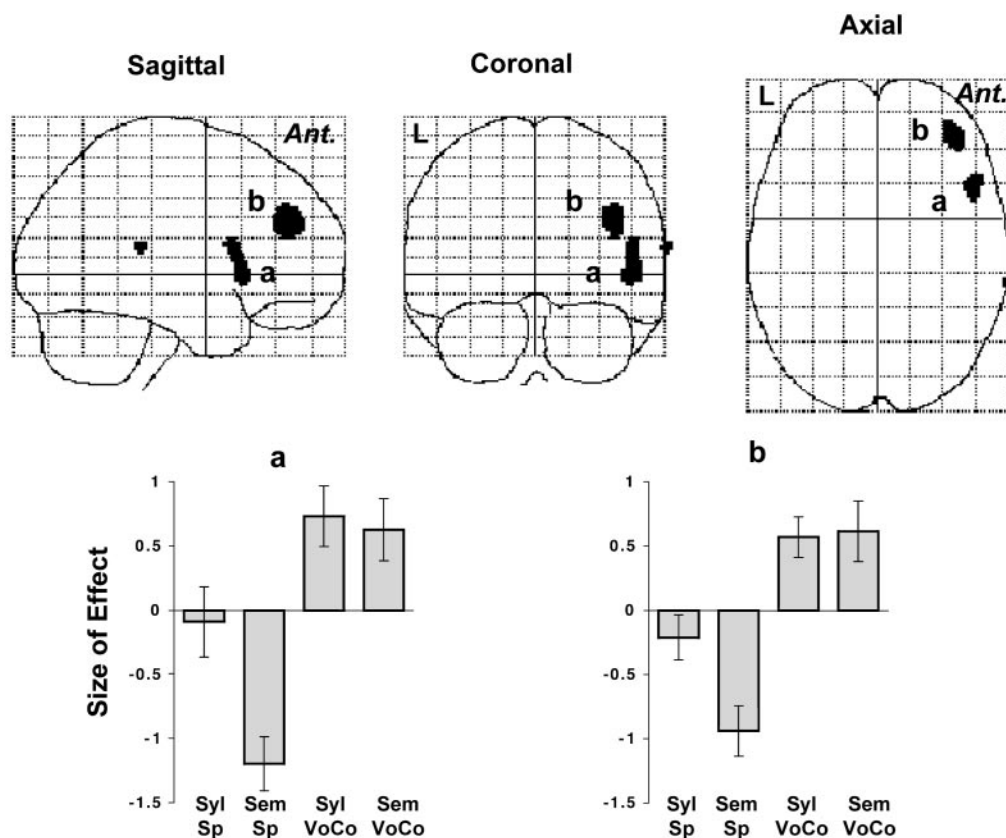 Sagittal
Coronal
Axial
Ant.
b
a
L
b
a
L
Ant.
b
a
a
b
Size of Effect
1
0.5
0
-0.5
-1
-1.5
Syl Sem Syl Sem
Sp Sp VoCo VoCo
1
0.5
0
-0.5
-1
-1.5
Syl Sem Syl Sem
Sp Sp VoCo VoCo